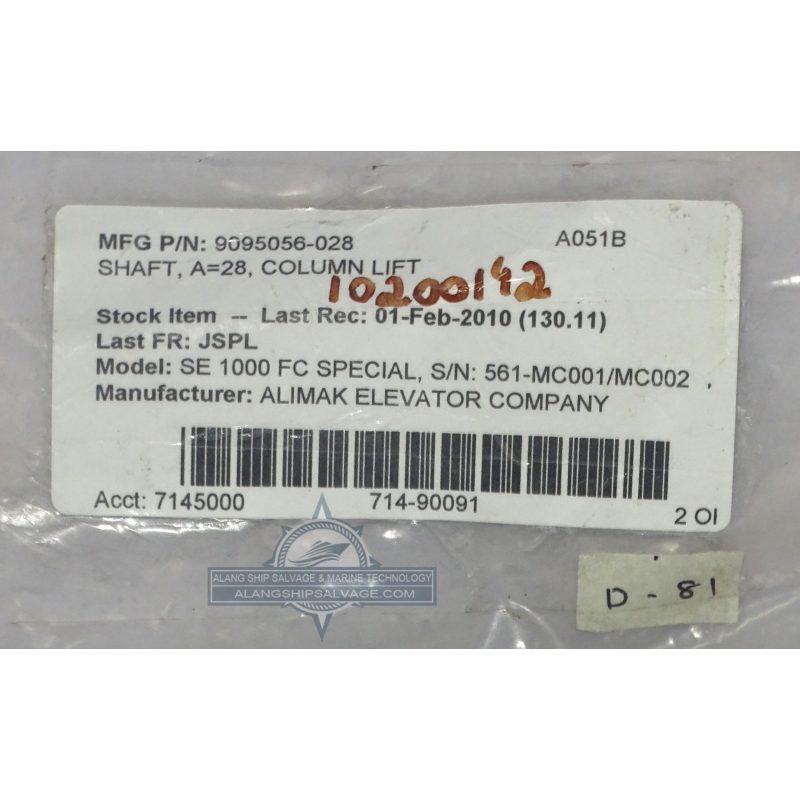 MFG P/N: 9095056-028 A051B
SHAFT, A=28, COLUMN LIFT
10200142
Stock Item -- Last Rec: 01-Feb-2010 (130.11)
Last FR: JSPL
Model: SE 1000 FC SPECIAL, S/N: 561-MC001/MC002 ,
Manufacturer: ALIMAK ELEVATOR COMPANY
Acct: 7145000 714-90091
2 OI
ALANG SHIP SALVAGE & MARINE TECHNOLOGY
ALANGSHIPSALVAGE.COM
D - 81